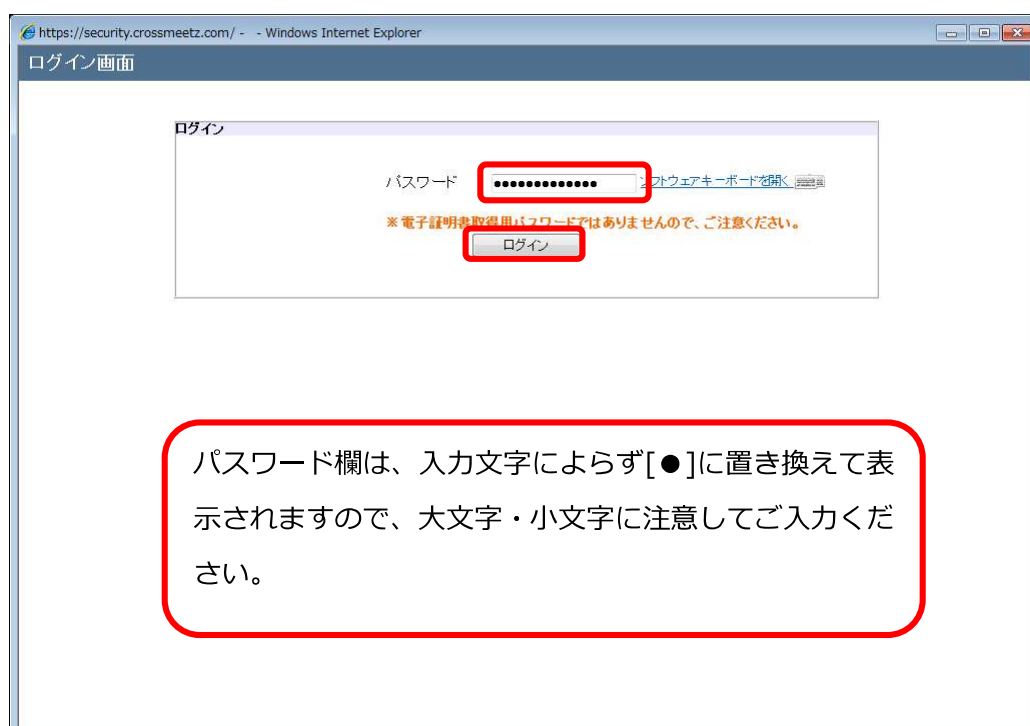 https://security.crossmeetz.com/ - - Windows Internet Explorer
ログイン画面
ログイン
パスワード ●●●●●●●●●●●●● ソフトウェアキーボードを開く
※電子証明書取得用パスワードではありませんので、ご注意ください。
ログイン
パスワード欄は、入力文字によらず[●]に置き換えて表
示されますので、大文字・小文字に注意してご入力くだ
さい。